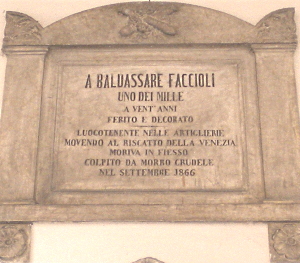 A BALDASSARE FACCIOLI
UNO DEI MILLE
A VENT' ANNI
FERITO E DECORATO
LUOGOTENENTE NELLE ARTIGLIERIE
MOVENDO AL RISCATTO DELLA VENEZIA
MORIVA IN FIESSO
COLPITO DA MORBO CRUDELE
NEL SETTEMBRE 1866